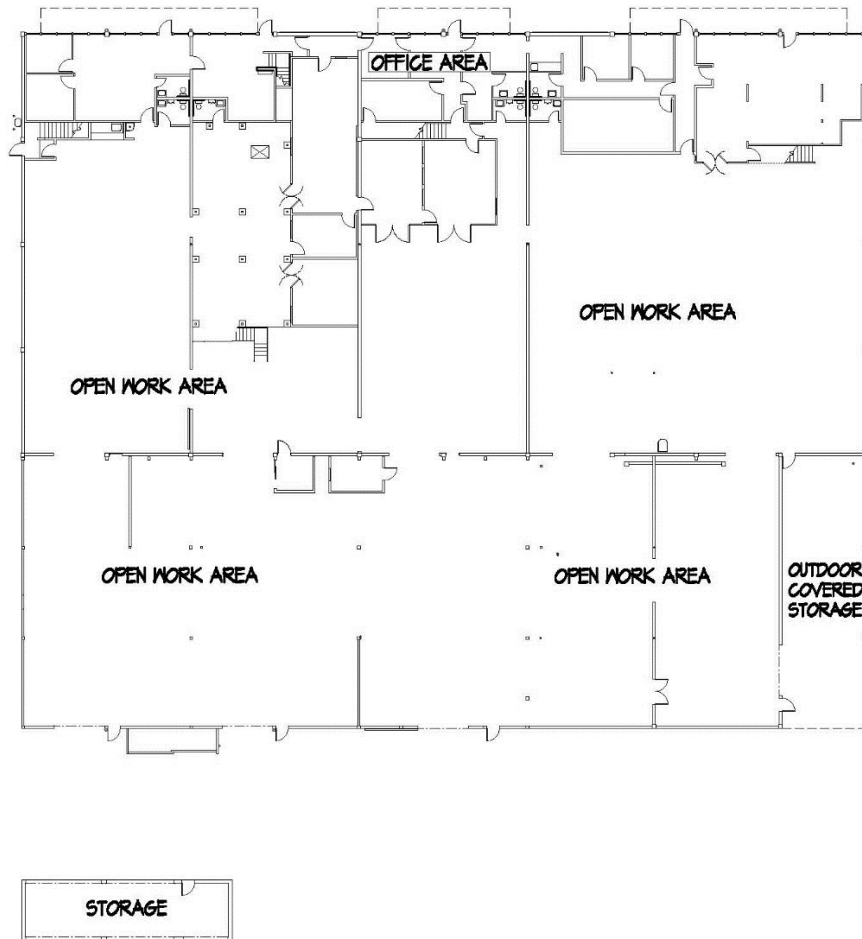 OFFICE AREA
OPEN WORK AREA
OPEN WORK AREA
OPEN WORK AREA
OPEN WORK AREA
OUTDOOR
COVERED
STORAGE
STORAGE